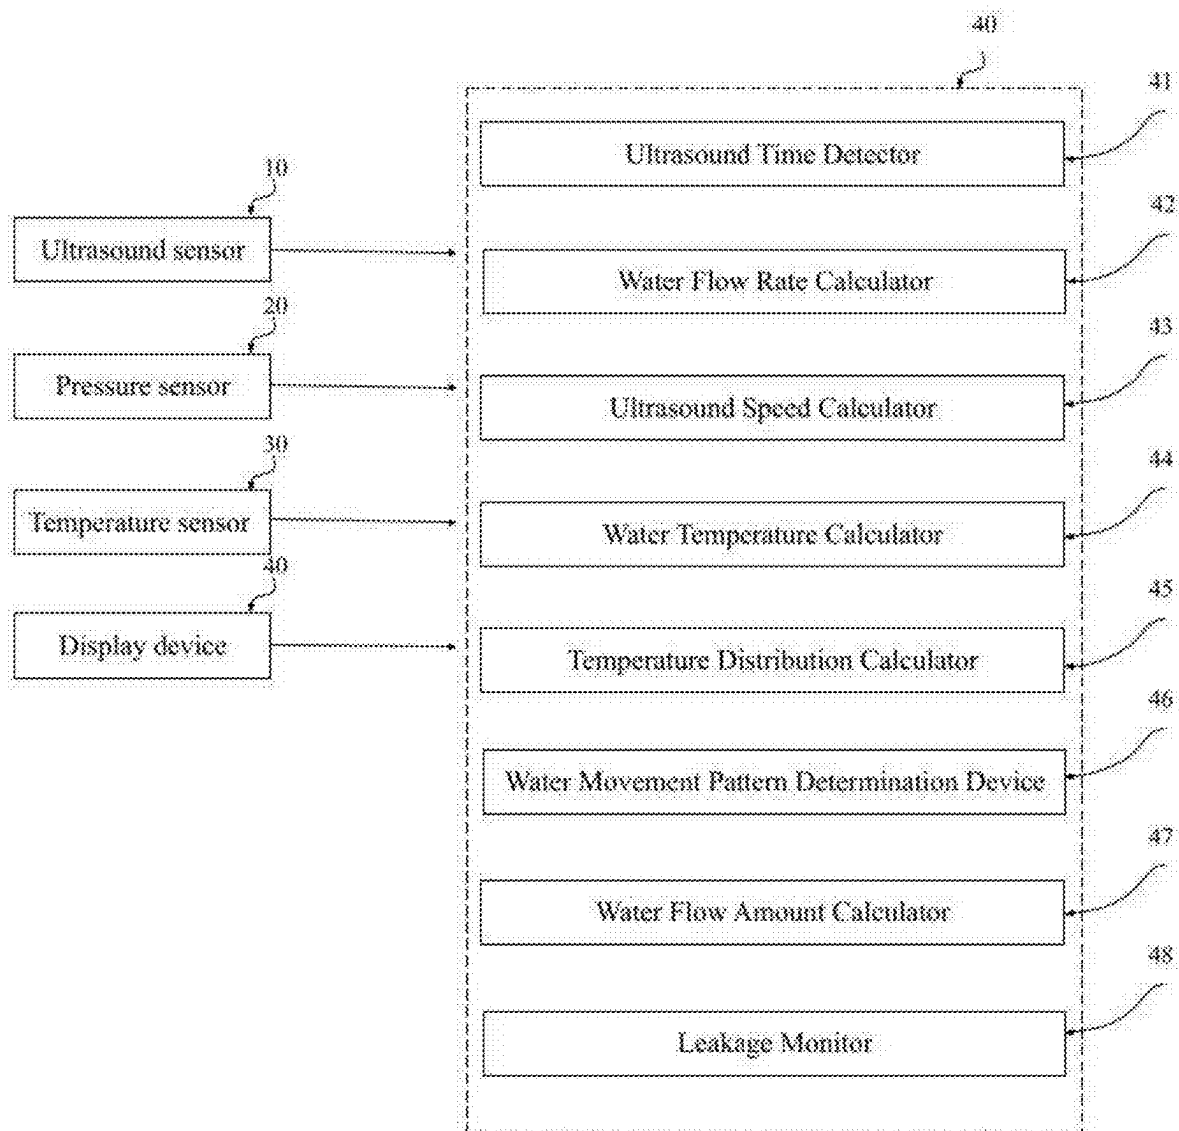 40
41
Ultrasound Time Detector
10
Ultrasound sensor
42
Water Flow Rate Calculator
20
Pressure sensor
43
Ultrasound Speed Calculator
30
Temperature sensor
44
Water Temperature Calculator
40
Display device
45
Temperature Distribution Calculator
46
Water Movement Pattern Determination Device
47
Water Flow Amount Calculator
48
Leakage Monitor